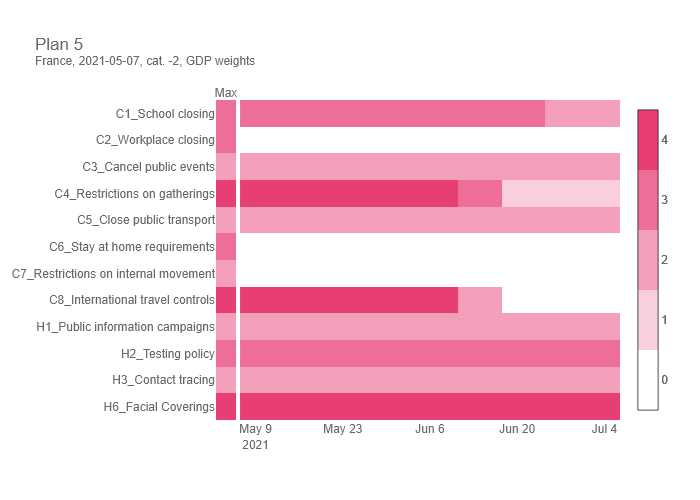 Plan 5
France, 2021-05-07, cat. -2, GDP weights
Max
C1_School closing
C2_Workplace closing
C3_Cancel public events
C4_Restrictions on gatherings
C5_Close public transport
C6_Stay at home requirements
C7_Restrictions on internal movement
C8_International travel controls
H1_Public information campaigns
H2_Testing policy
H3_Contact tracing
H6_Facial Coverings
May 9 May 23 Jun 6 Jun 20 Jul 4
2021
4
3
2
1
0